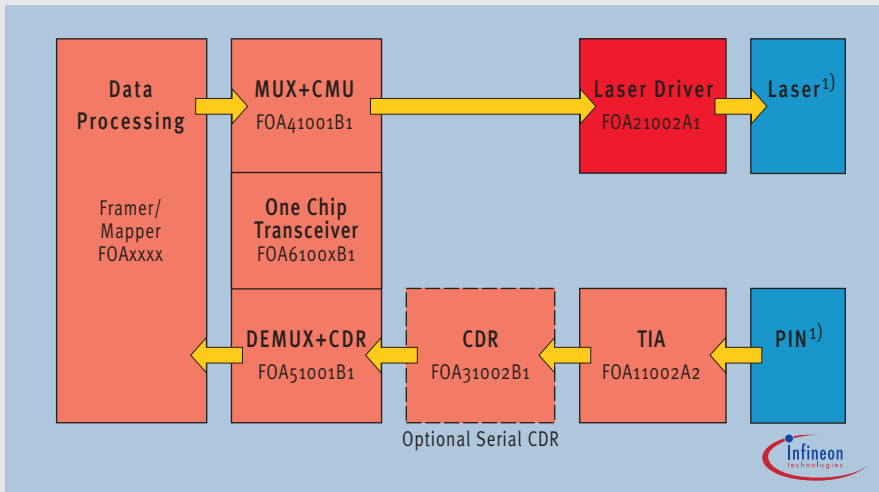 Data
Processing
Framer/
Mapper
FOAxxxx
MUX+CMU
FOA41001B1
One Chip
Transceiver
FOA6100xB1
DEMUX+CDR
FOA51001B1
CDR
FOA31002B1
Optional Serial CDR
Laser Driver
FOA21002A1
TIA
FOA11002A2
Laser1)
PIN1)
Infineon
technologies